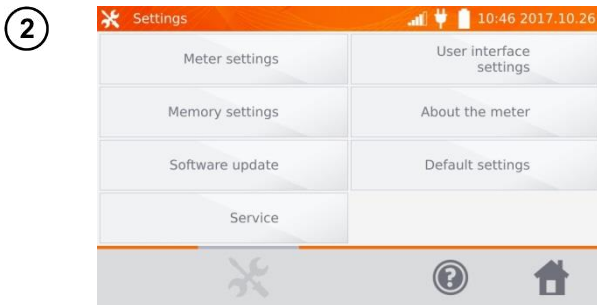 2
Settings
10:46 2017.10.26
Meter settings
User interface
settings
Memory settings
About the meter
Software update
Default settings
Service
?